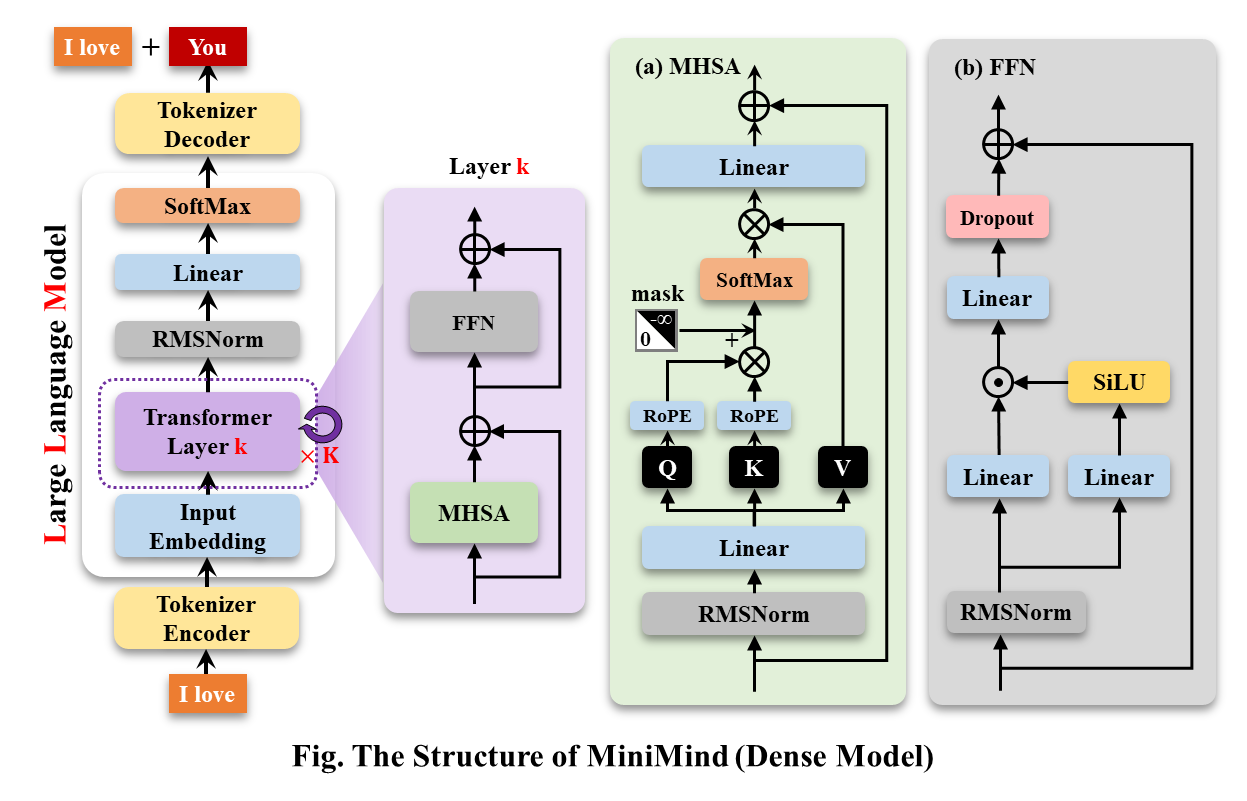 I love + You
Tokenizer
Decoder
SoftMax
Linear
RMSNorm
Transformer
Layer k
× K
Input
Embedding
Tokenizer
Encoder
I love
Large Language Model
Layer k
FFN
MHSA
(a) MHSA
Linear
SoftMax
mask
-∞
0
+
RoPE
RoPE
Q
K
V
Linear
RMSNorm
(b) FFN
Dropout
Linear
SiLU
Linear
Linear
RMSNorm
Fig. The Structure of MiniMind (Dense Model)